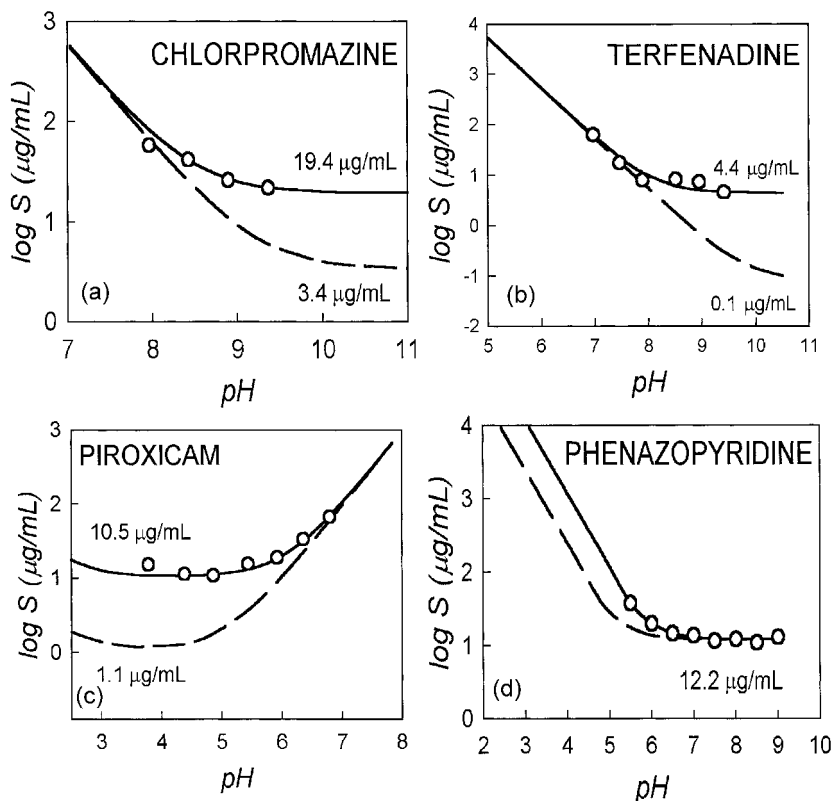 CHLORPROMAZINE
log S (µg/mL)
3
2
1
0
19.4 µg/mL
3.4 µg/mL
(a)
7 8 9 10 11
pH
TERFENADINE
log S (µg/mL)
4
3
2
1
0
-1
-2
4.4 µg/mL
0.1 µg/mL
(b)
5 6 7 8 9 10 11
pH
PIROXICAM
log S (µg/mL)
3
2
1
0
10.5 µg/mL
1.1 µg/mL
(c)
3 4 5 6 7 8
pH
PHENAZOPYRIDINE
log S (µg/mL)
4
3
2
1
0
12.2 µg/mL
(d)
2 3 4 5 6 7 8 9 10
pH